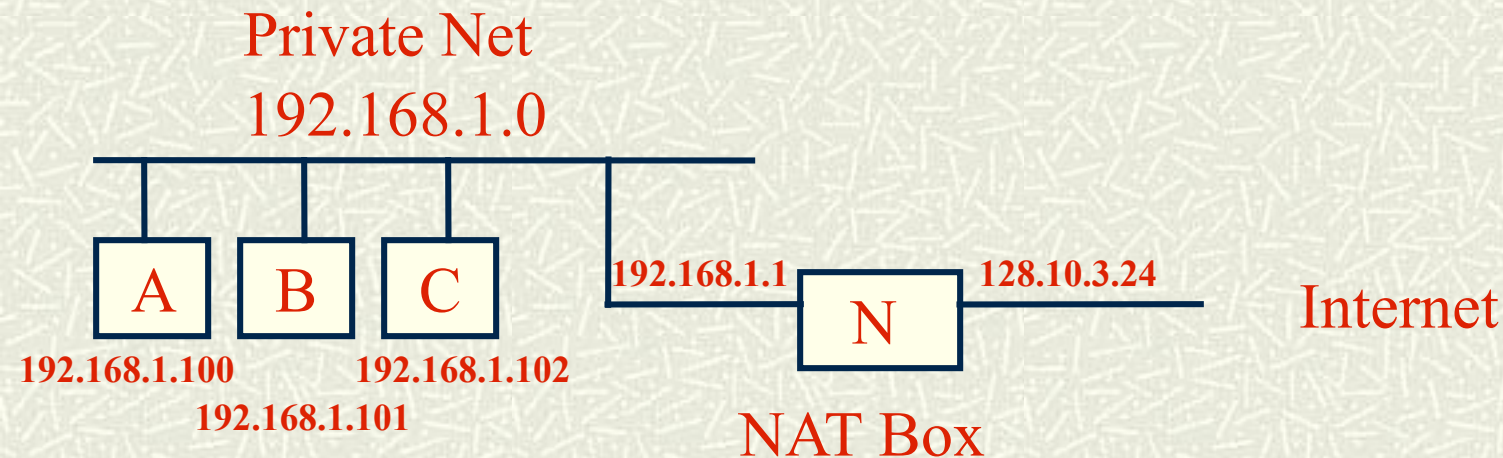 Private Net
192.168.1.0
A
B
C
192.168.1.1
N
128.10.3.24
Internet
192.168.1.100
192.168.1.102
192.168.1.101
NAT Box